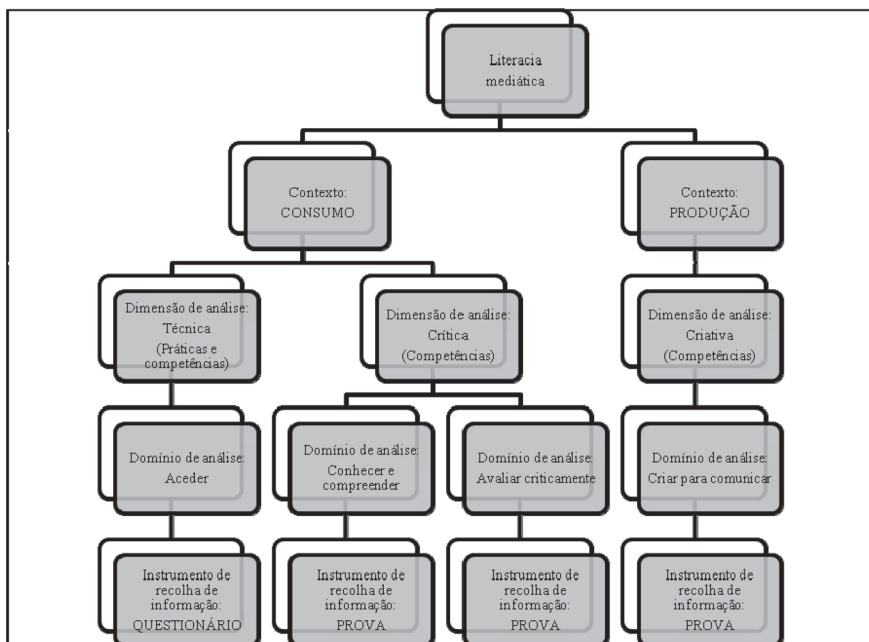 Literacia
mediática
Contexto:
CONSUMO
Contexto:
PRODUÇÃO
Dimensão de análise:
Técnica
(Práticas e
competências)
Dimensão de análise:
Crítica
(Competências)
Dimensão de análise:
Criativa
(Competências)
Domínio de análise:
Aceder
Domínio de análise:
Conhecer e
compreender
Domínio de análise:
Avaliar criticamente
Domínio de análise:
Criar para comunicar
Instrumento de
recolha de
informação:
QUESTIONÁRIO
Instrumento de
recolha de
informação:
PROVA
Instrumento de
recolha de
informação:
PROVA
Instrumento de
recolha de
informação:
PROVA